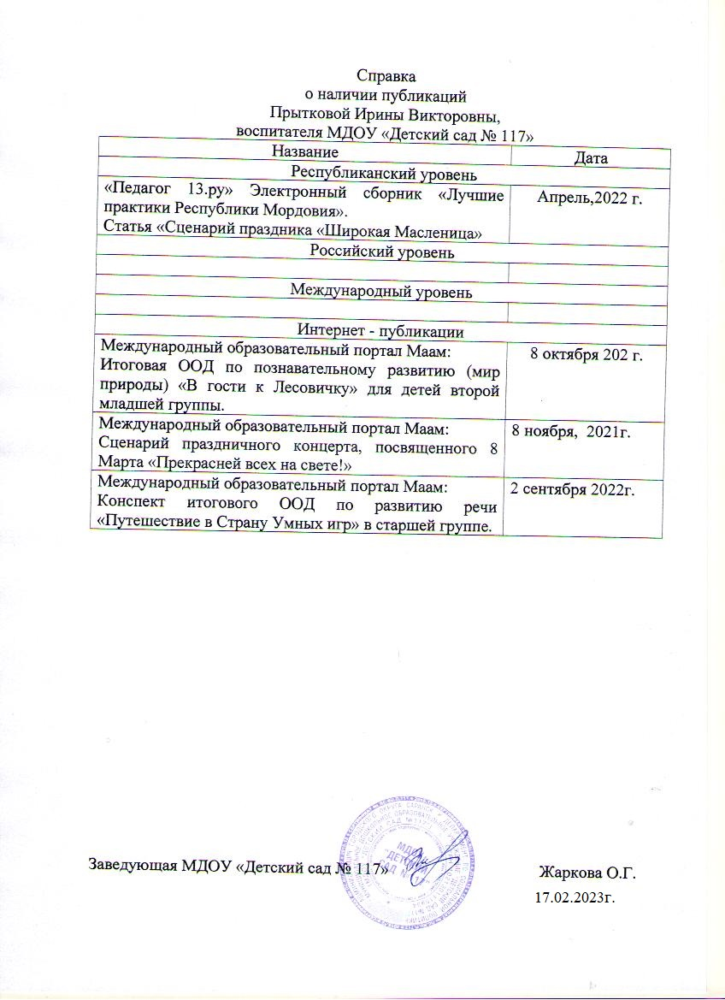 Справка
о наличии публикаций
Прытковой Ирины Викторовны,
воспитателя МДОУ «Детский сад № 117»
Название Дата
Республиканский уровень
«Педагог 13.ру» Электронный сборник «Лучшие Апрель,2022 г.
практики Республики Мордовия».
Статья «Сценарий праздника «Широкая Масленица»
Российский уровень
Международный уровень
Интернет - публикации
Международный образовательный портал Маам: 8 октября 202 г.
Итоговая ООД по познавательному развитию (мир
природы) «В гости к Лесовичку» для детей второй
младшей группы.
Международный образовательный портал Маам: 8 ноября, 2021г.
Сценарий праздничного концерта, посвященного 8
Марта «Прекрасней всех на свете!»
Международный образовательный портал Маам: 2 сентября 2022г.
Конспект итогового ООД по развитию речи
«Путешествие в Страну Умных игр» в старшей группе.
Заведующая МДОУ «Детский сад № 117» Жаркова О.Г.
17.02.2023г.
МДОУ
"ДЕТСКИЙ
САД